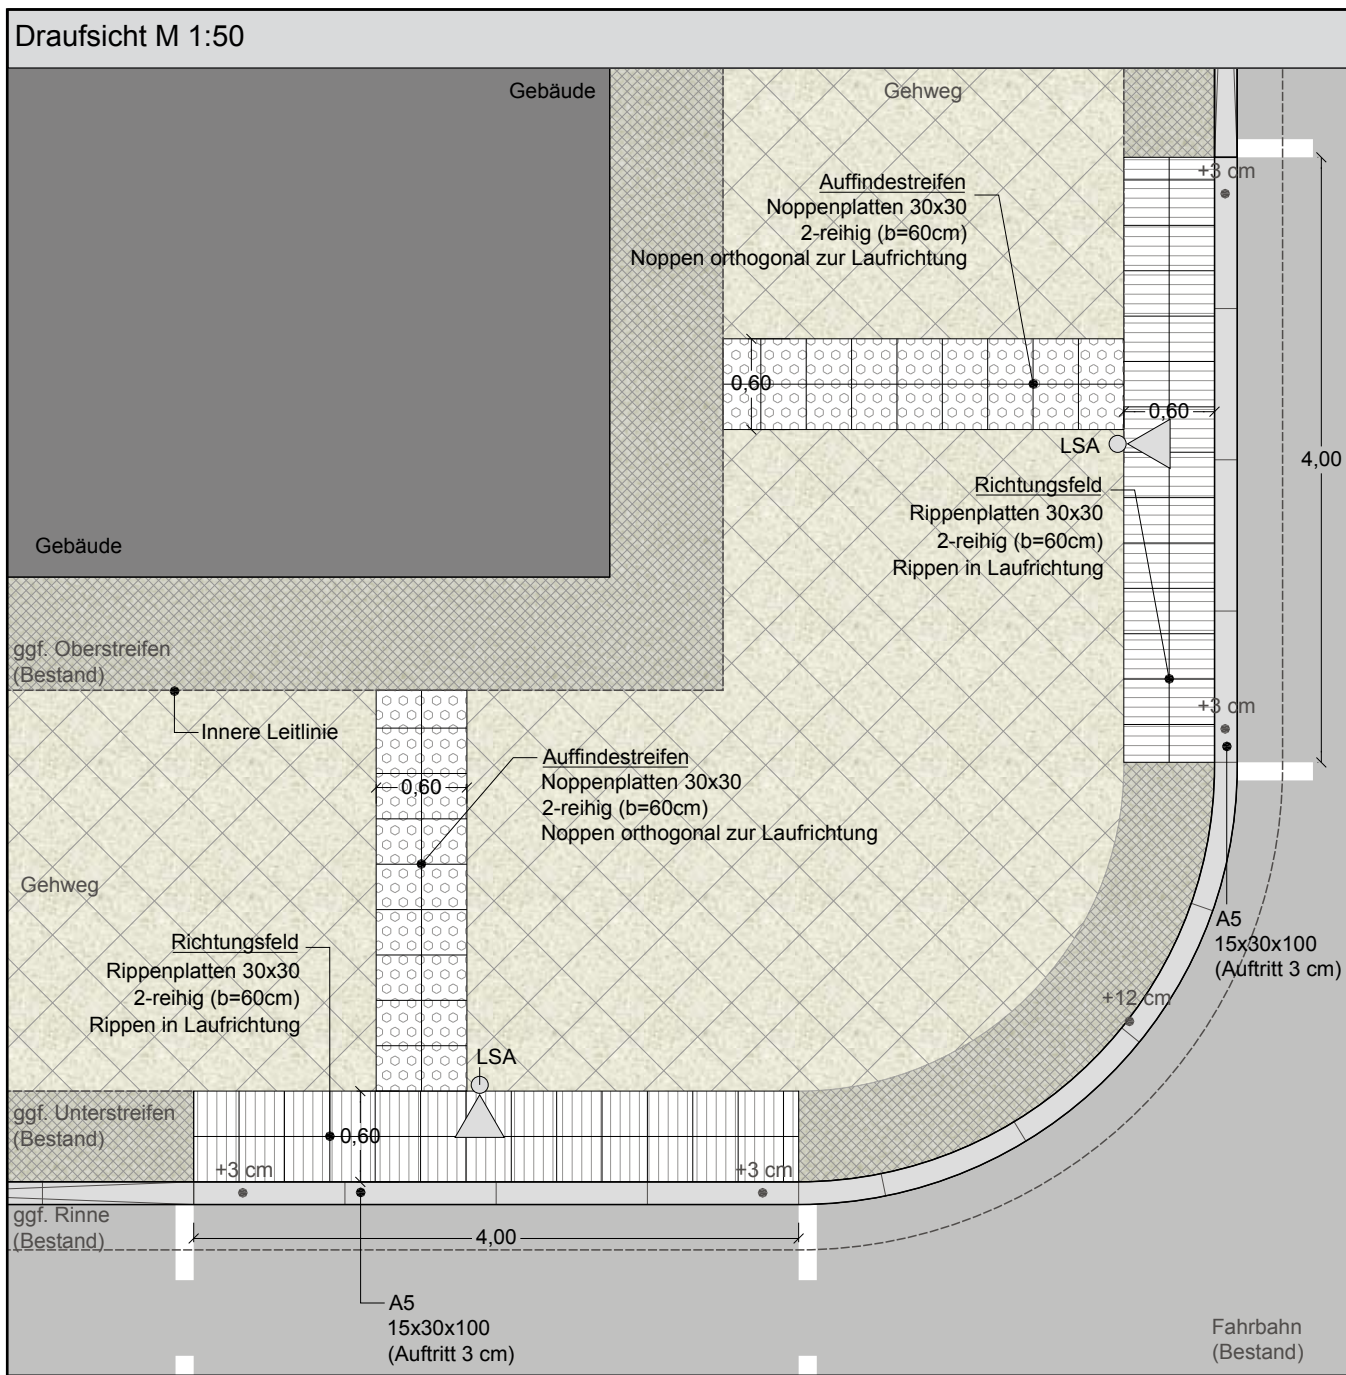 Draufsicht M 1:50
Gebäude
Gehweg
+3 cm
Auffindestreifen
Noppenplatten 30x30
2-reihig (b=60cm)
Noppen orthogonal zur Laufrichtung
0,60
0,60
LSA
4,00
Richtungsfeld
Rippenplatten 30x30
2-reihig (b=60cm)
Rippen in Laufrichtung
Gebäude
ggf. Oberstreifen
(Bestand)
Innere Leitlinie
+3 cm
Auffindestreifen
Noppenplatten 30x30
2-reihig (b=60cm)
Noppen orthogonal zur Laufrichtung
0,60
Gehweg
A5
15x30x100
(Auftritt 3 cm)
Richtungsfeld
Rippenplatten 30x30
2-reihig (b=60cm)
Rippen in Laufrichtung
+12 cm
LSA
ggf. Unterstreifen
(Bestand)
0,60
+3 cm
+3 cm
ggf. Rinne
(Bestand)
4,00
A5
15x30x100
(Auftritt 3 cm)
Fahrbahn
(Bestand)